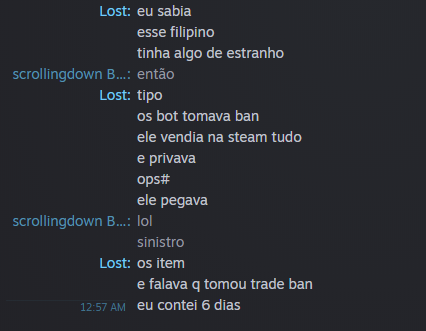 Lost: eu sabia
esse filipino
tinha algo de estranho
scrollingdown B...: então
Lost: tipo
os bot tomava ban
ele vendia na steam tudo
e privava
ops#
ele pegava
scrollingdown B...: lol
sinistro
Lost: os item
e falava q tomou trade ban
12:57 AM eu contei 6 dias